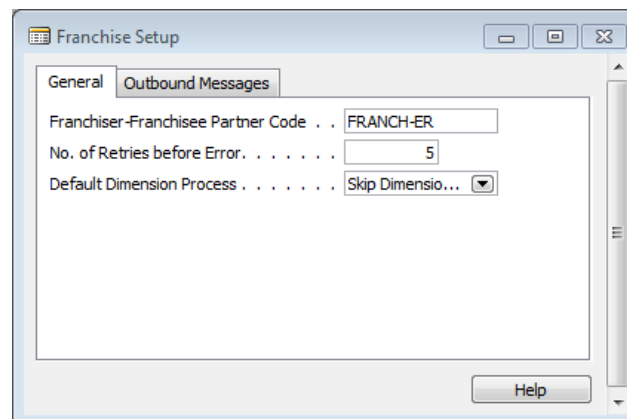 Franchise Setup
General Outbound Messages
Franchiser-Franchisee Partner Code . . FRANCH-ER
No. of Retries before Error. . . . . . . 5
Default Dimension Process . . . . . . . Skip Dimensio...
Help